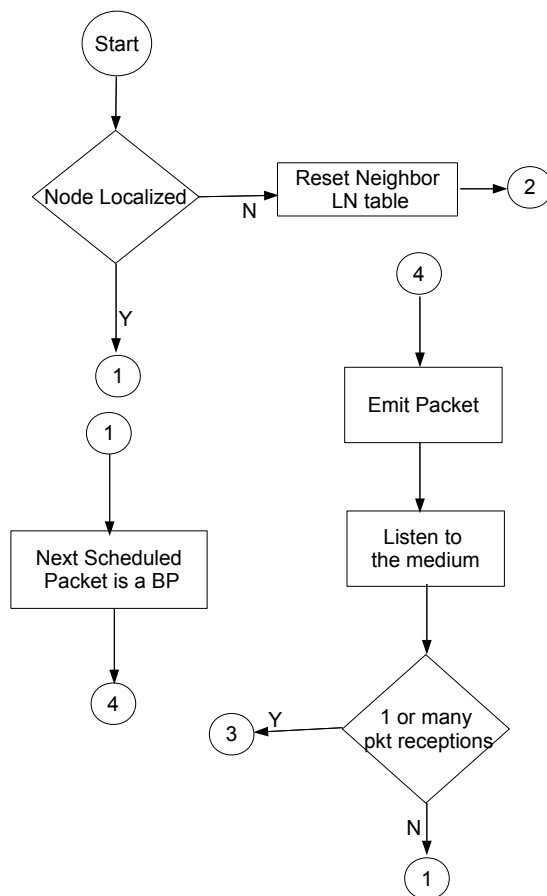 Start
Node Localized
N
Reset Neighbor
LN table
2
Y
1
1
Next Scheduled
Packet is a BP
4
4
Emit Packet
Listen to
the medium
1 or many
pkt receptions
Y
3
N
1